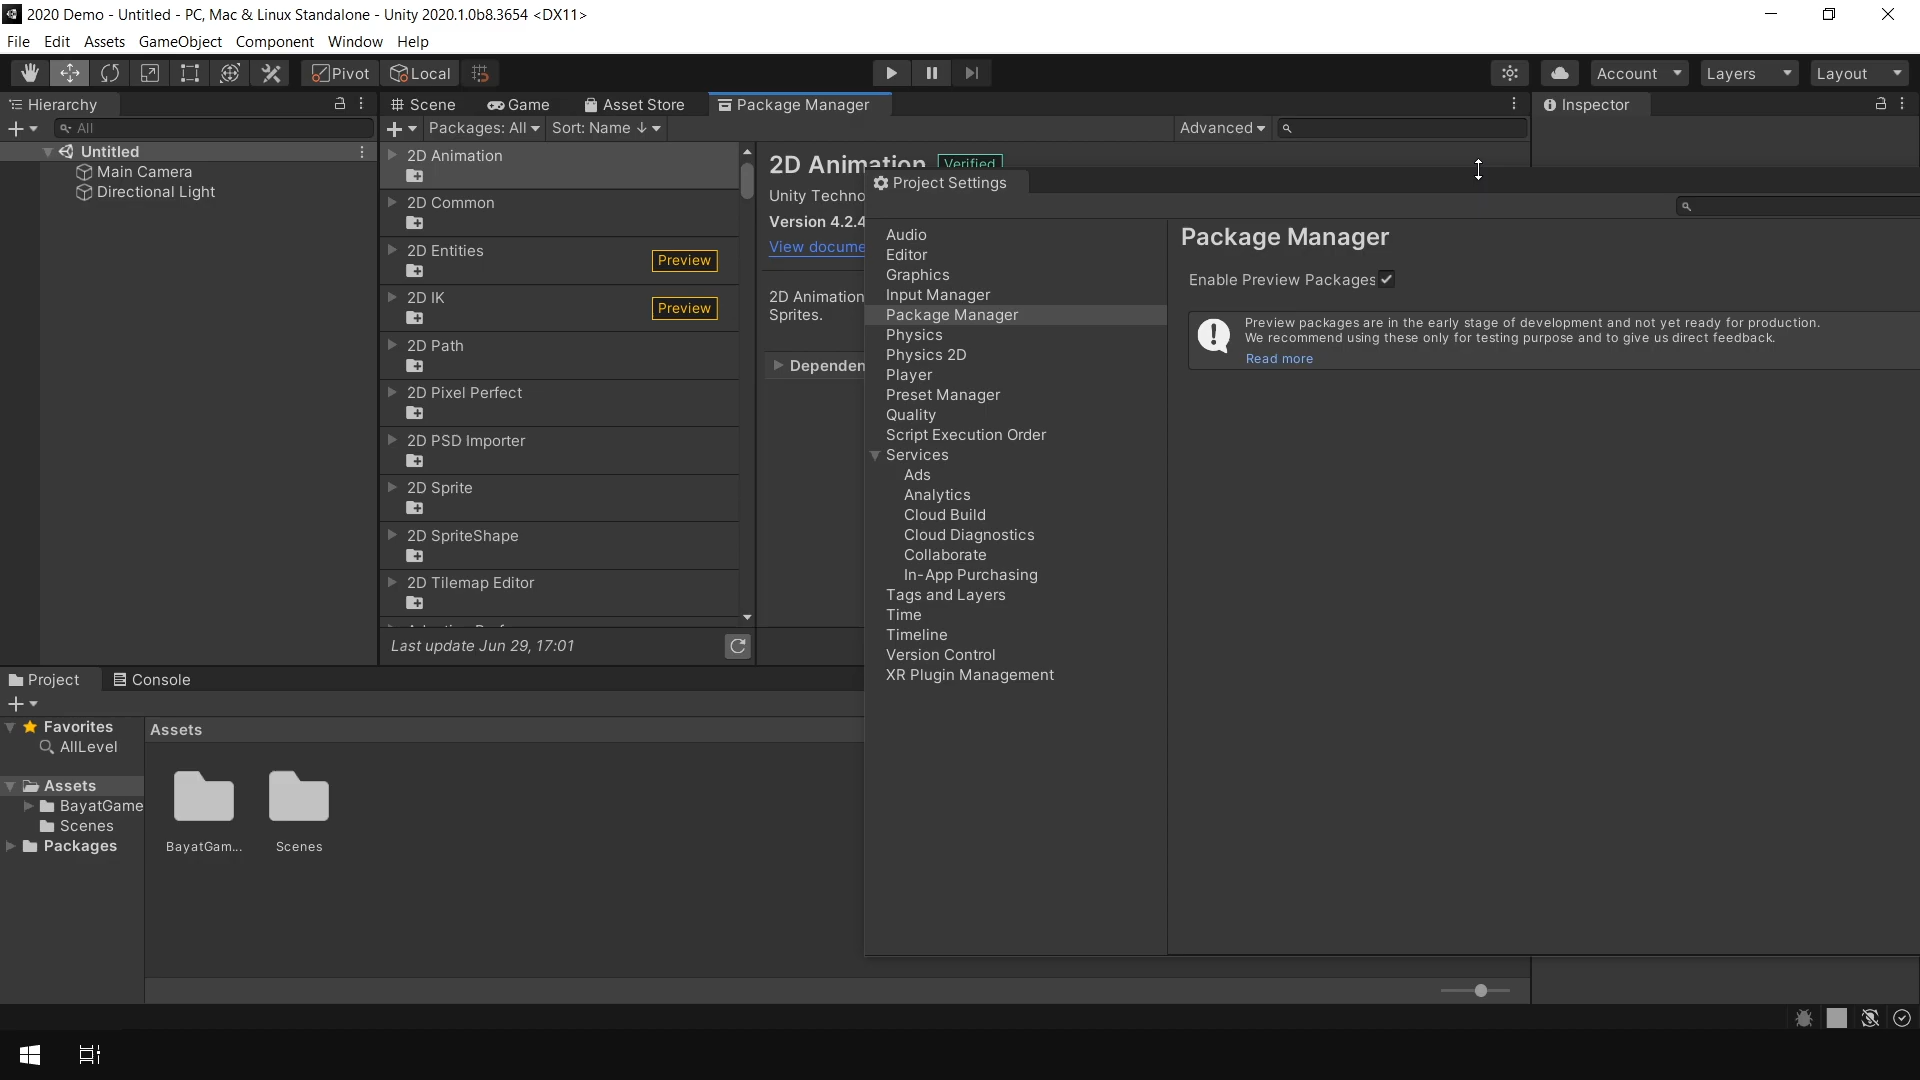 2020 Demo - Untitled - PC, Mac & Linux Standalone - Unity 2020.1.0b8.3654 <DX11>
File Edit Assets GameObject Component Window Help
Pivot Local Account Layers Layout
Hierarchy
All
Untitled
Main Camera
Directional Light
Scene Game Asset Store Package Manager
Packages: All Sort: Name ↓ Advanced
2D Animation
2D Common
2D Entities Preview
2D IK Preview
2D Path
2D Pixel Perfect
2D PSD Importer
2D Sprite
2D SpriteShape
2D Tilemap Editor
Last update Jun 29, 17:01
2D Animation Verified
Unity Techno
Version 4.2.4
View docume
2D Animation
Sprites.
Dependen
Inspector
Project Settings
Audio
Editor
Graphics
Input Manager
Package Manager
Physics
Physics 2D
Player
Preset Manager
Quality
Script Execution Order
Services
Ads
Analytics
Cloud Build
Cloud Diagnostics
Collaborate
In-App Purchasing
Tags and Layers
Time
Timeline
Version Control
XR Plugin Management
Package Manager
Enable Preview Packages
Preview packages are in the early stage of development and not yet ready for production.
We recommend using these only for testing purpose and to give us direct feedback.
Read more
Project Console
Favorites
AllLevel
Assets
BayatGame
Scenes
Packages
Assets
BayatGam...
Scenes